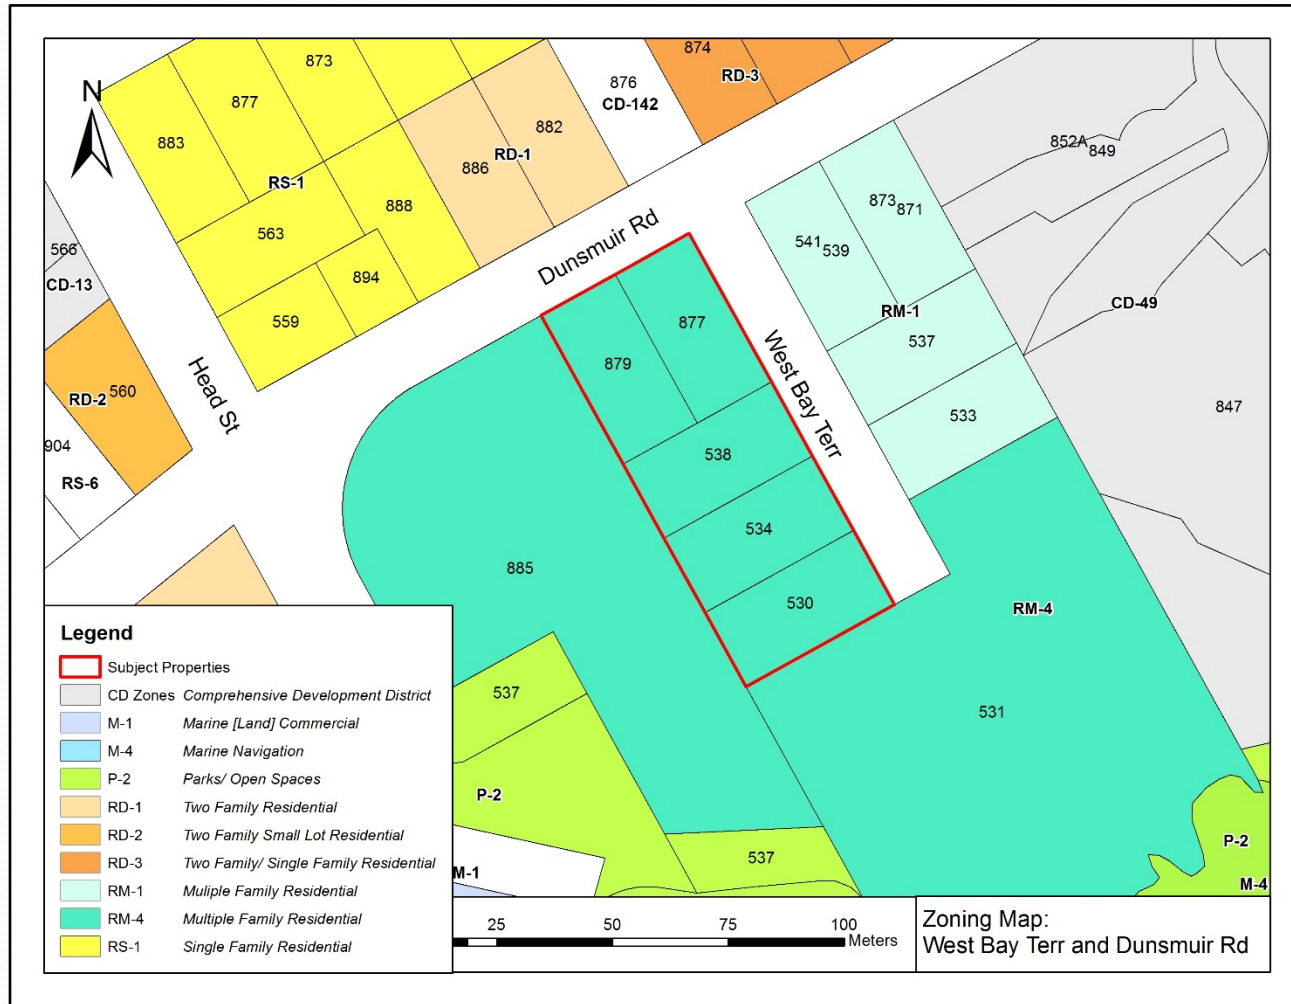 874
RD-3
873
876
CD-142
877
N
883
882
886
RD-1
852A
849
RS-1
888
873
871
563
541
539
566
894
Dunsmuir Rd
CD-13
CD-49
559
877
RM-1
879
537
West Bay Terr
Head St
RD-2
560
847
533
904
538
RS-6
534
885
530
RM-4
537
531
P-2
P-2
537
M-1
M-4
Legend
Subject Properties
CD Zones Comprehensive Development District
M-1 Marine [Land] Commercial
M-4 Marine Navigation
P-2 Parks/ Open Spaces
RD-1 Two Family Residential
RD-2 Two Family Small Lot Residential
RD-3 Two Family/ Single Family Residential
RM-1 Muliple Family Residential
RM-4 Multiple Family Residential
RS-1 Single Family Residential
25 50 75 100
Meters
Zoning Map:
West Bay Terr and Dunsmuir Rd